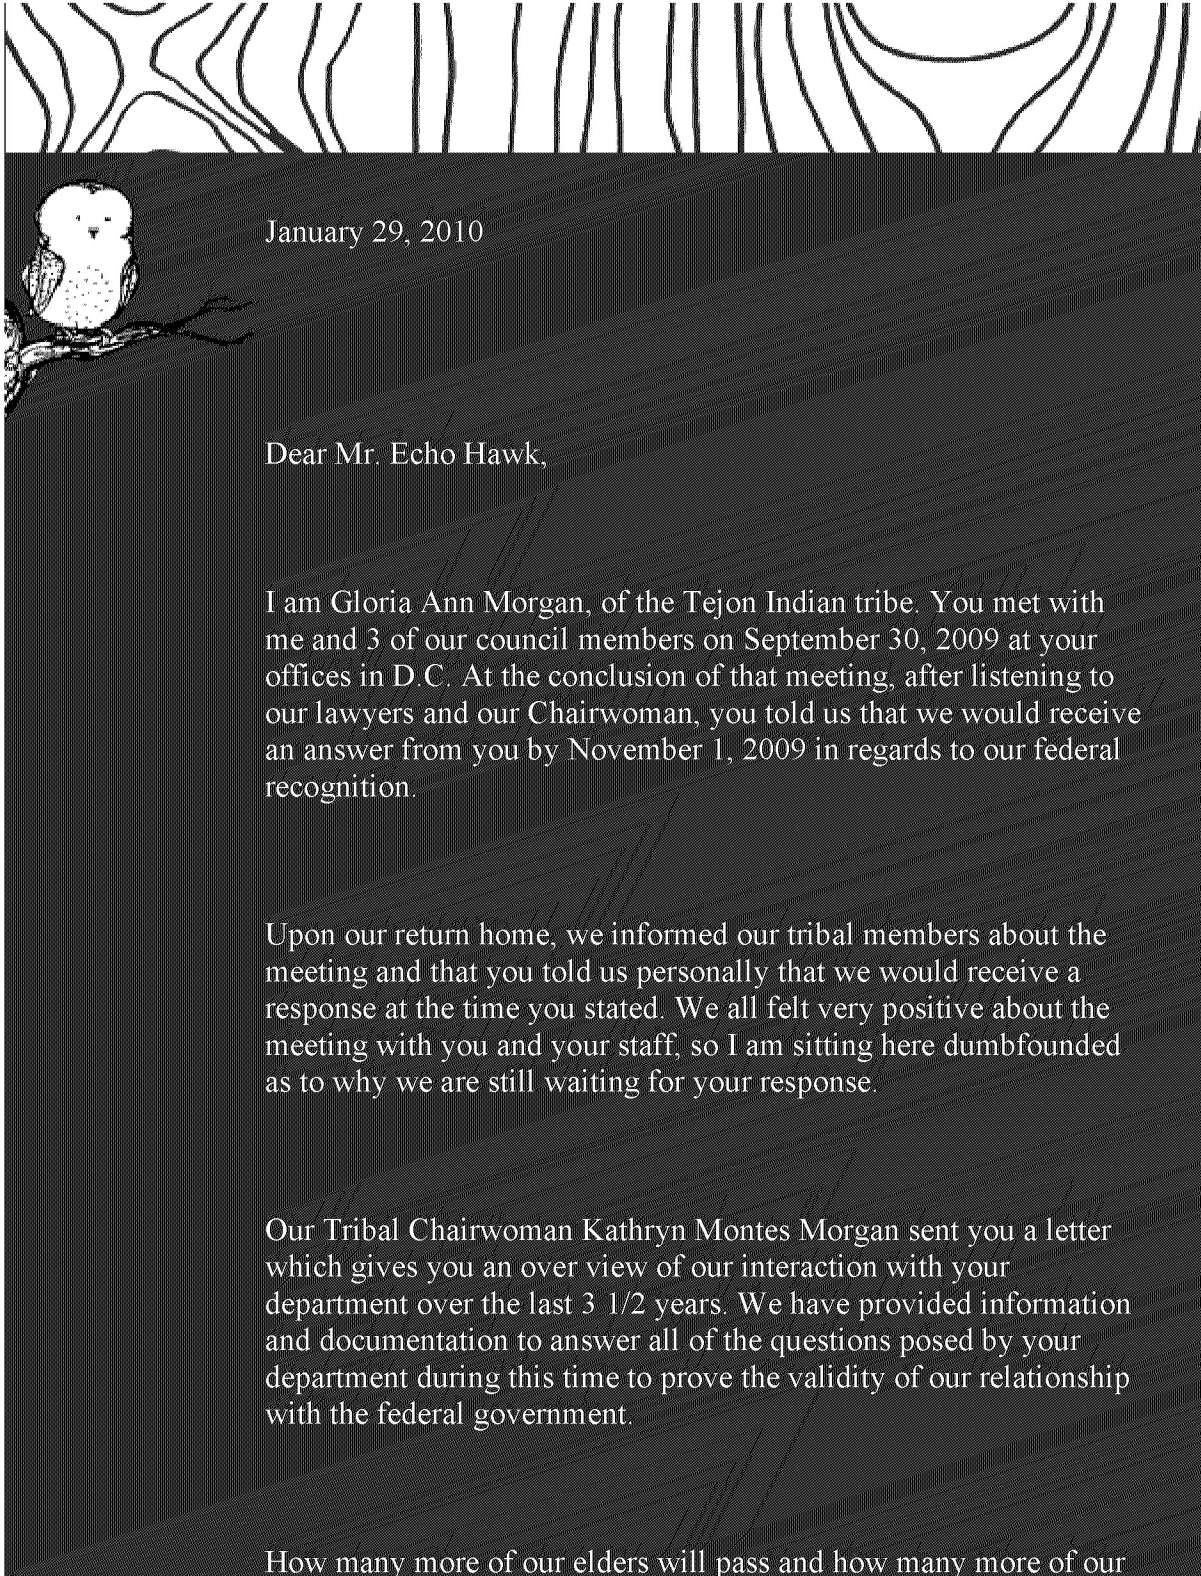 January 29, 2010
Dear Mr. Echo Hawk,
I am Gloria Ann Morgan, of the Tejon Indian tribe. You met with
me and 3 of our council members on September 30, 2009 at your
offices in D.C. At the conclusion of that meeting, after listening to
our lawyers and our Chairwoman, you told us that we would receive
an answer from you by November 1, 2009 in regards to our federal
recognition.
Upon our return home, we informed our tribal members about the
meeting and that you told us personally that we would receive a
response at the time you stated. We all felt very positive about the
meeting with you and your staff, so I am sitting here dumbfounded
as to why we are still waiting for your response.
Our Tribal Chairwoman Kathryn Montes Morgan sent you a letter
which gives you an over view of our interaction with your
department over the last 3 1/2 years. We have provided information
and documentation to answer all of the questions posed by your
department during this time to prove the validity of our relationship
with the federal government.
How many more of our elders will pass and how many more of our